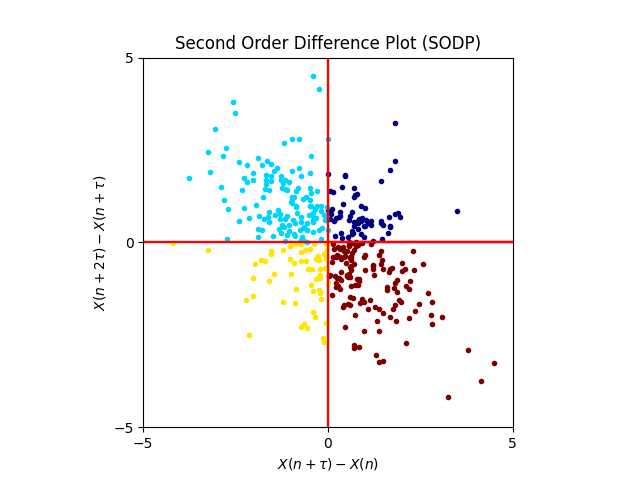 Second Order Difference Plot (SODP)
5
0
−5
−5
0
5
X(n + 2τ) − X(n + τ)
X(n + τ) − X(n)